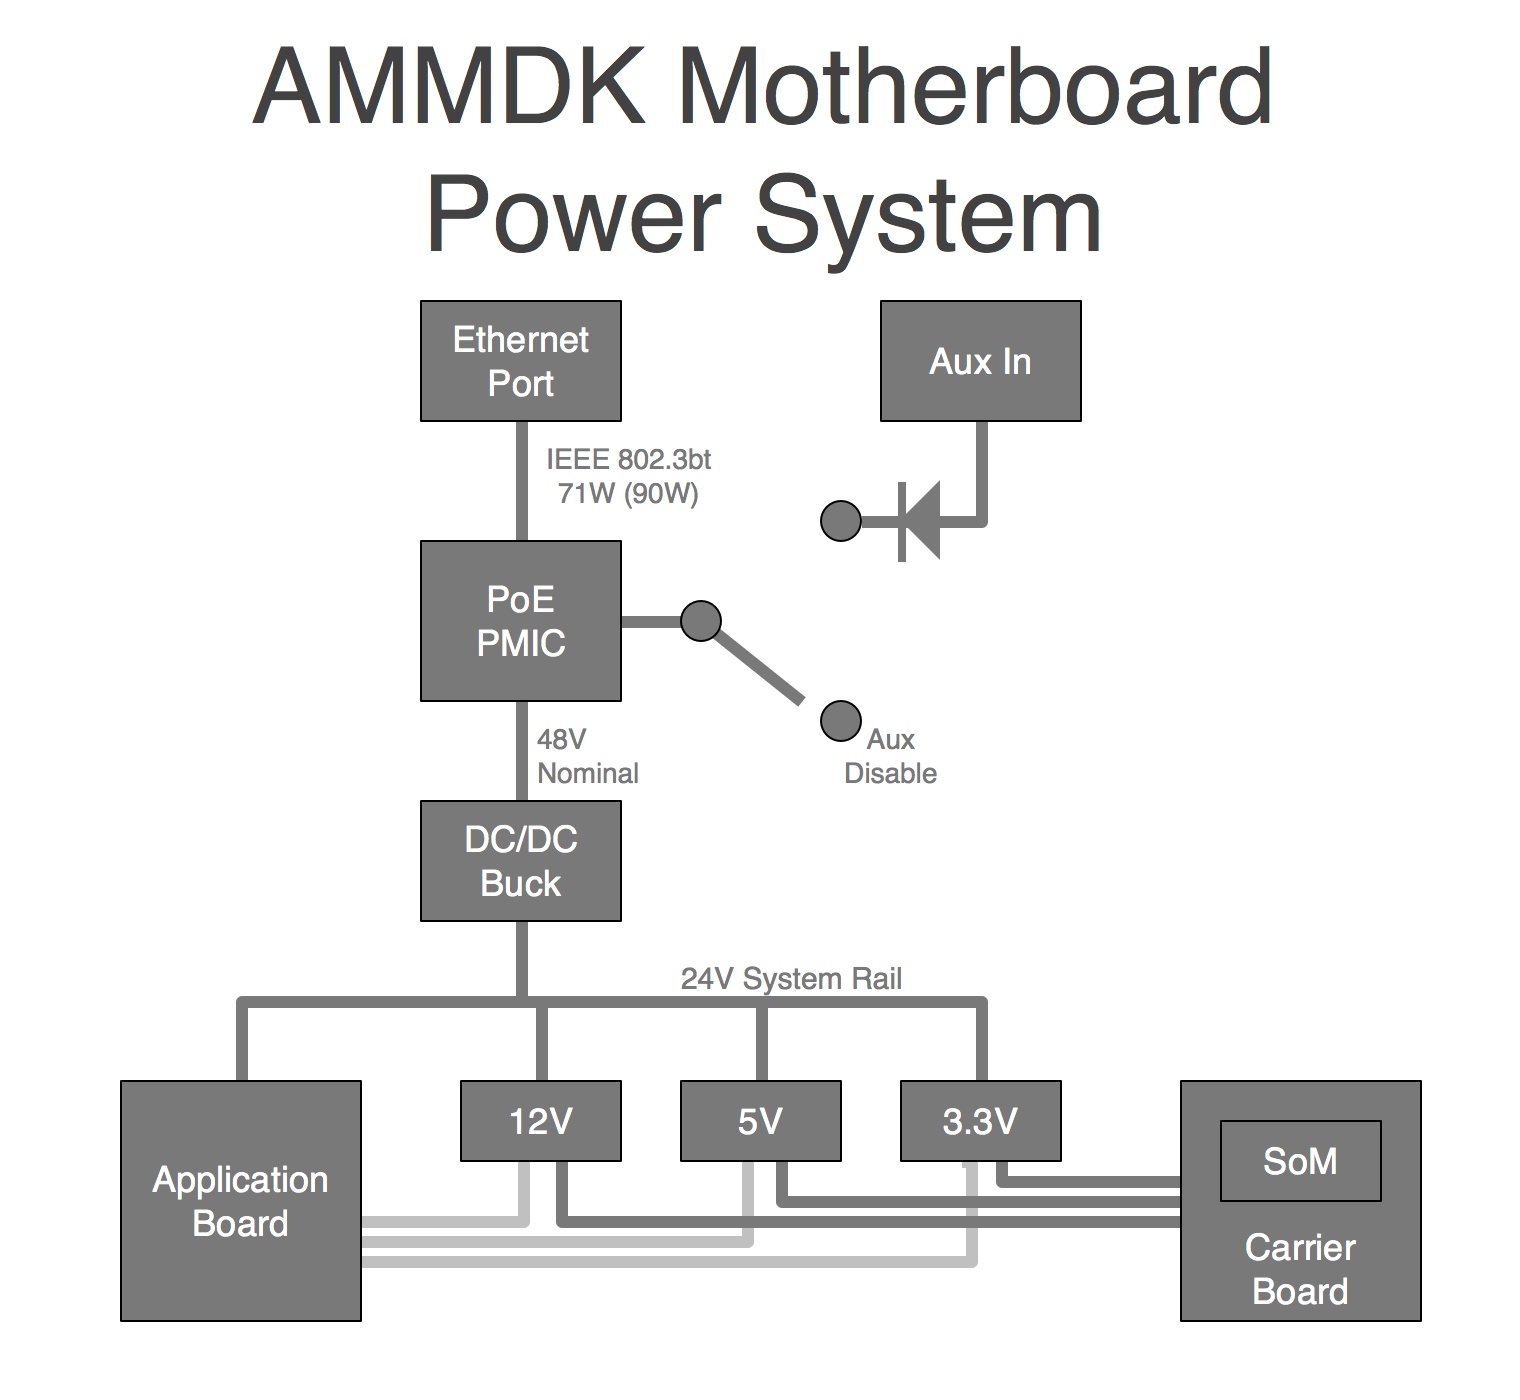 AMMDK Motherboard
Power System
Ethernet
Port
Aux In
IEEE 802.3bt
71W (90W)
PoE
PMIC
48V
Nominal
Aux
Disable
DC/DC
Buck
24V System Rail
Application
Board
12V
5V
3.3V
SoM
Carrier
Board